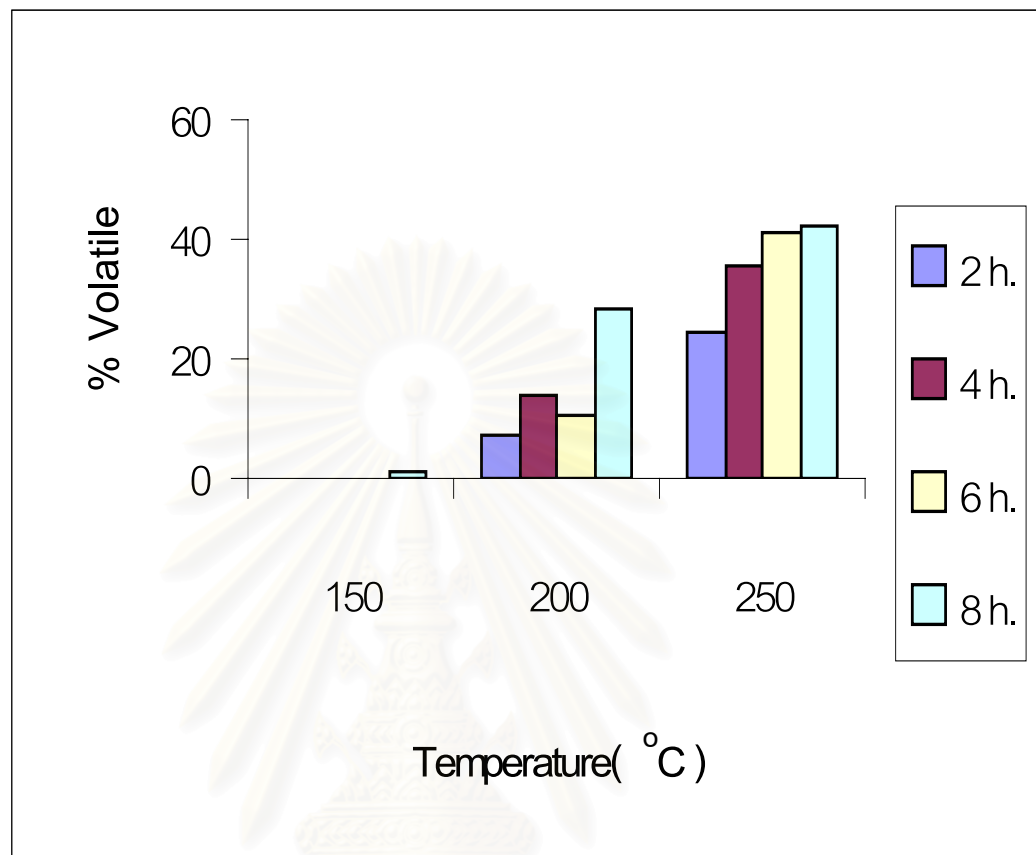 60
40
20
0
% Volatile
150 200 250
Temperature( °C )
2 h.
4 h.
6 h.
8 h.